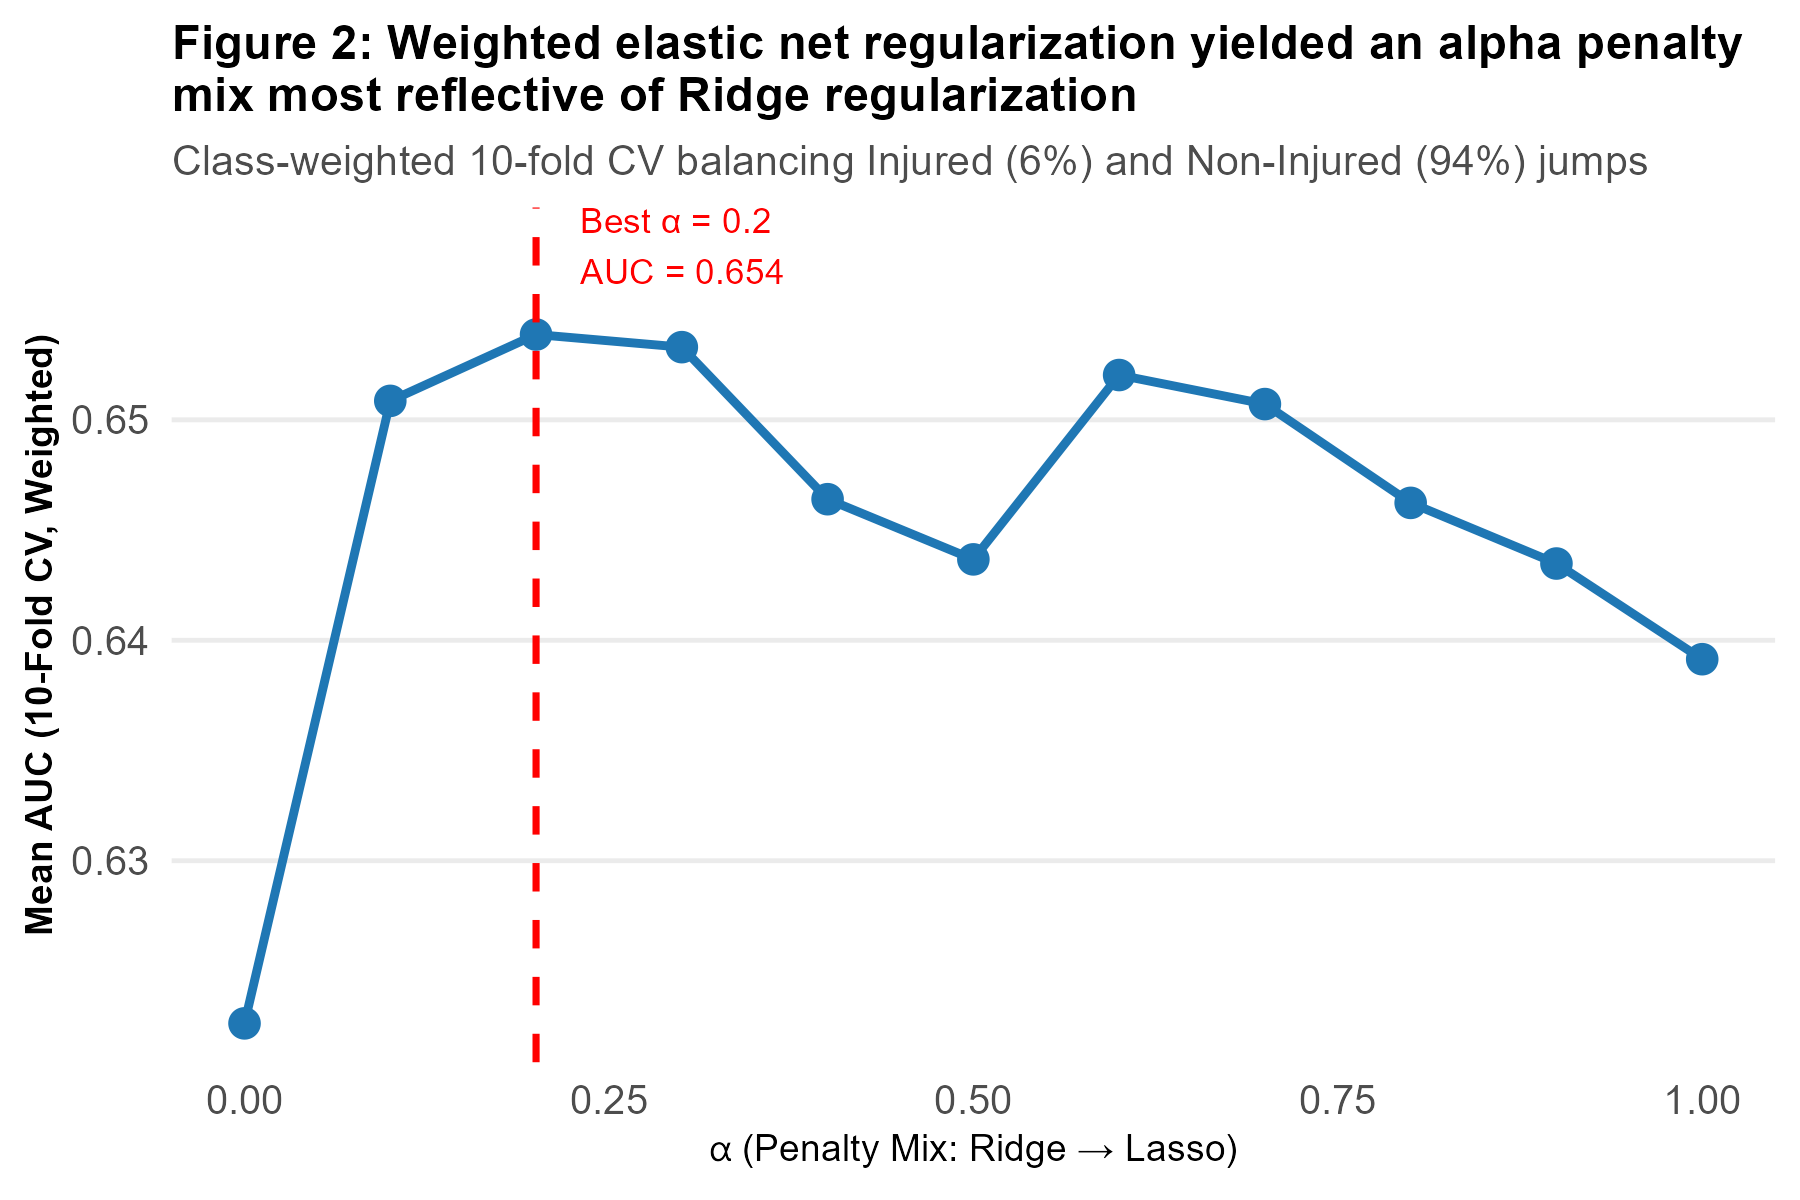 Figure 2: Weighted elastic net regularization yielded an alpha penalty
mix most reflective of Ridge regularization
Class-weighted 10-fold CV balancing Injured (6%) and Non-Injured (94%) jumps
Best α = 0.2
AUC = 0.654
Mean AUC (10-Fold CV, Weighted)
0.65
0.64
0.63
0.00
0.25
0.50
0.75
1.00
α (Penalty Mix: Ridge → Lasso)